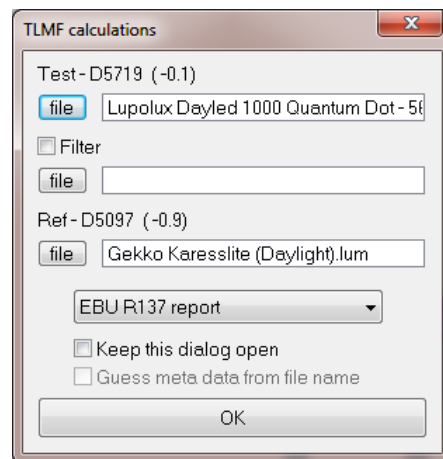 TLMF calculations
Test - D5719 (-0.1)
file Lupolux Dayled 1000 Quantum Dot - 56
Filter
file
Ref - D5097 (-0.9)
file Gekko Karesslite (Daylight).lum
EBU R137 report
Keep this dialog open
Guess meta data from file name
OK